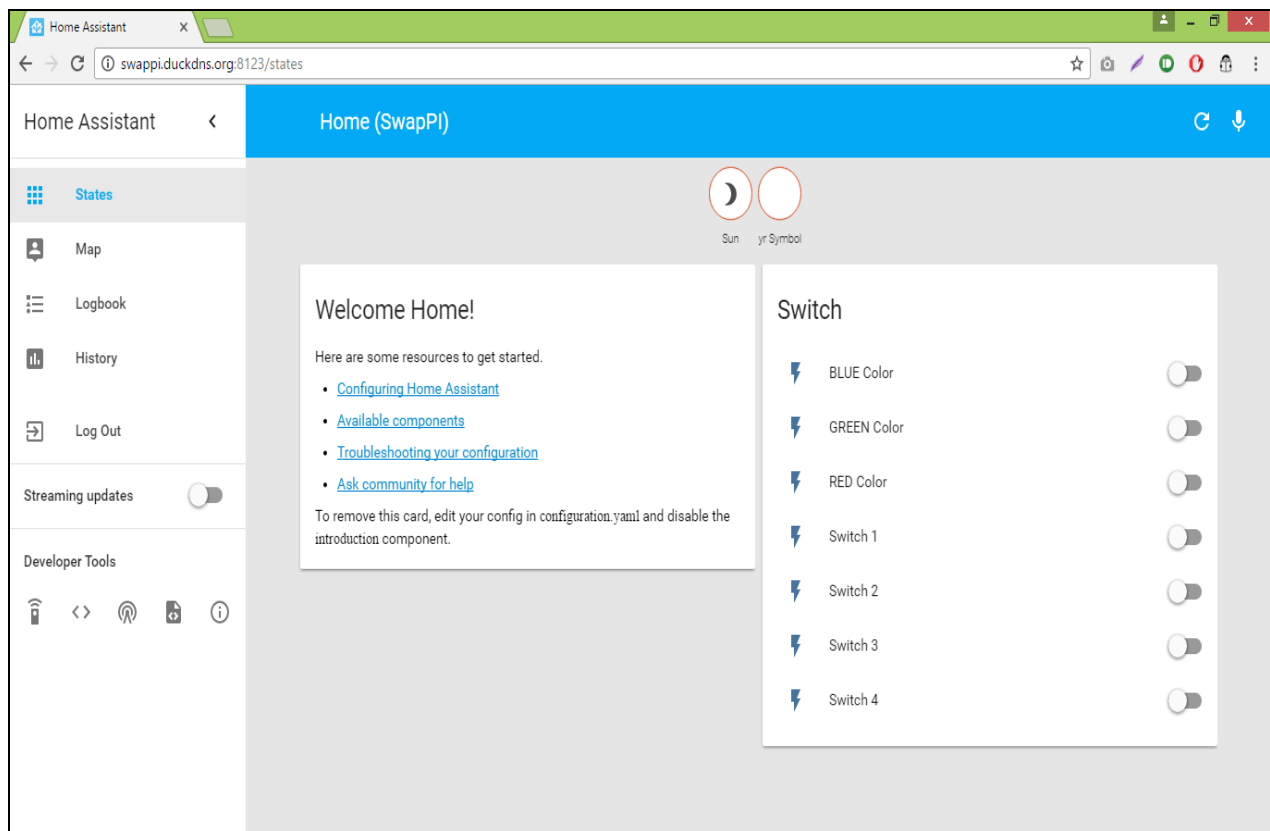 Home Assistant
swappi.duckdns.org:8123/states
Home Assistant
Home (SwapPI)
States
Map
Logbook
History
Log Out
Streaming updates
Developer Tools
Sun
yr Symbol
Welcome Home!
Here are some resources to get started.
Configuring Home Assistant
Available components
Troubleshooting your configuration
Ask community for help
To remove this card, edit your config in configuration.yaml and disable the
introduction component.
Switch
BLUE Color
GREEN Color
RED Color
Switch 1
Switch 2
Switch 3
Switch 4